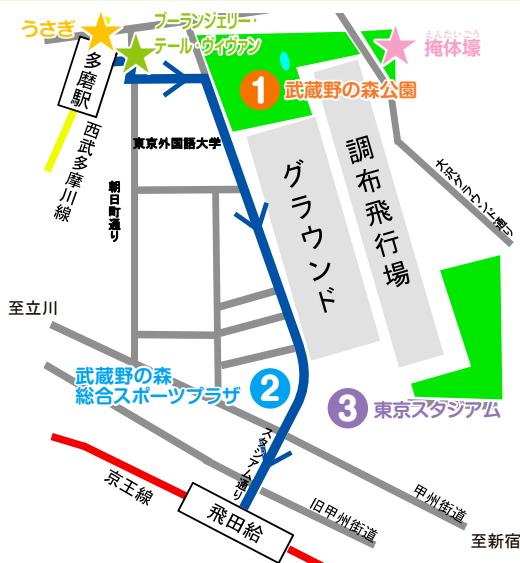 うさぎ
ブーランジェリー・
テール・ヴィヴァン
えんたいごう
掩体壕
多磨駅
1
武蔵野の森公園
東京外国語大学
西武多摩川線
朝日町通り
グラウンド
調布飛行場
大沢グラウンド通り
至立川
武蔵野の森
総合スポーツプラザ
2
3
東京スタジアム
スタジアム通り
京王線
飛田給
旧甲州街道
甲州街道
至新宿